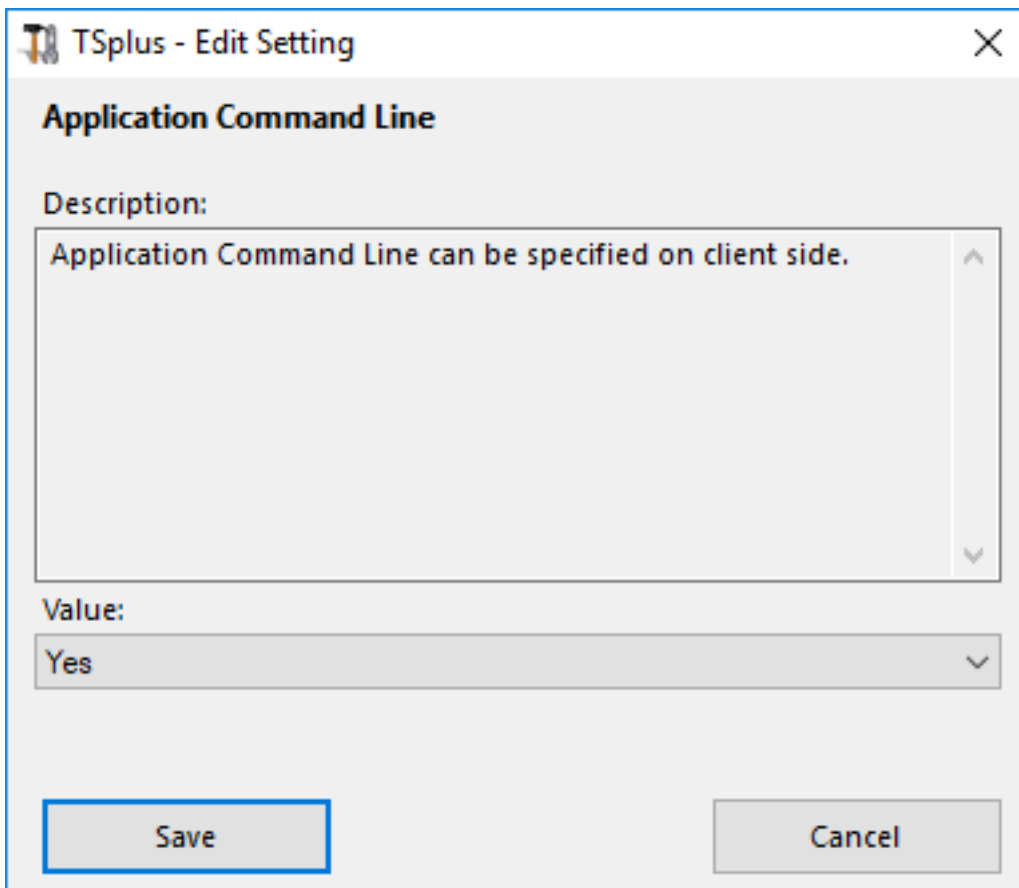 TSplus - Edit Setting
Application Command Line
Description:
Application Command Line can be specified on client side.
Value:
Yes
Save
Cancel